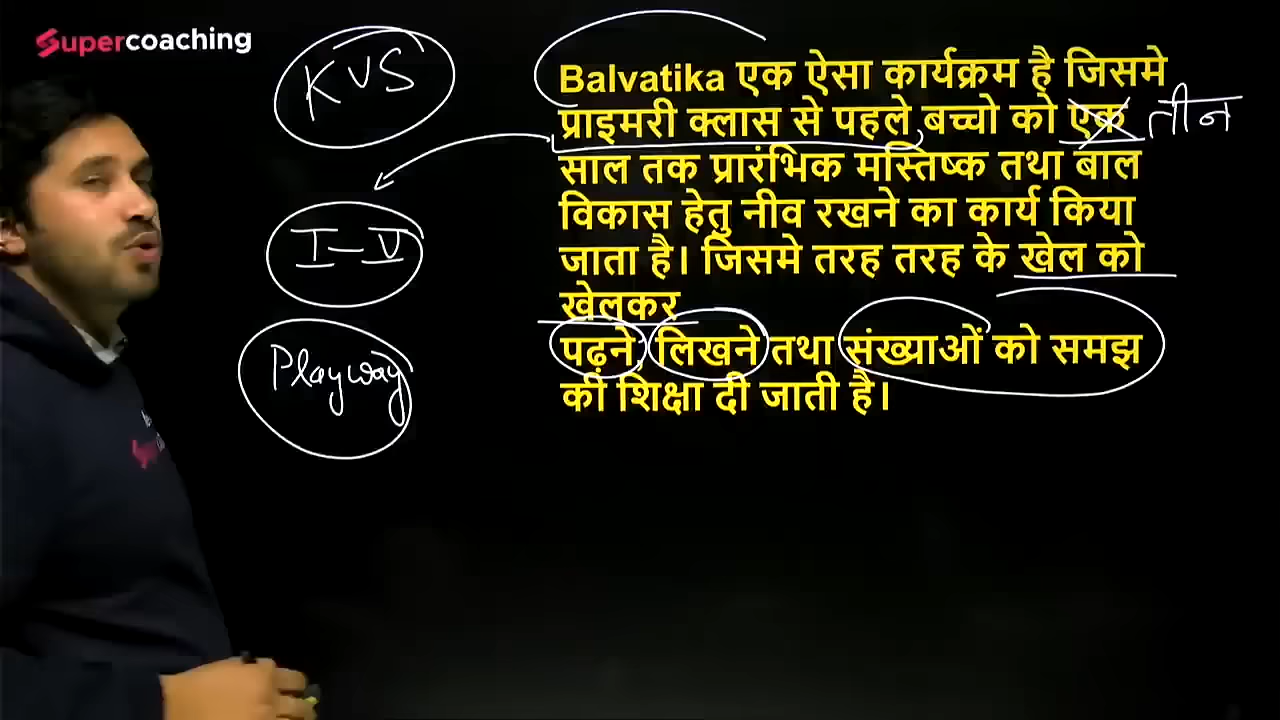 Supercoaching
KVS
I-V
Playway
Balvatika एक ऐसा कार्यक्रम है जिसमे
प्राइमरी क्लास से पहले, बच्चो को एक तीन
साल तक प्रारंभिक मस्तिष्क तथा बाल
विकास हेतु नीव रखने का कार्य किया
जाता है। जिसमे तरह तरह के खेल को
खेलकर
पढ़ने, लिखने तथा संख्याओं को समझ
की शिक्षा दी जाती है।